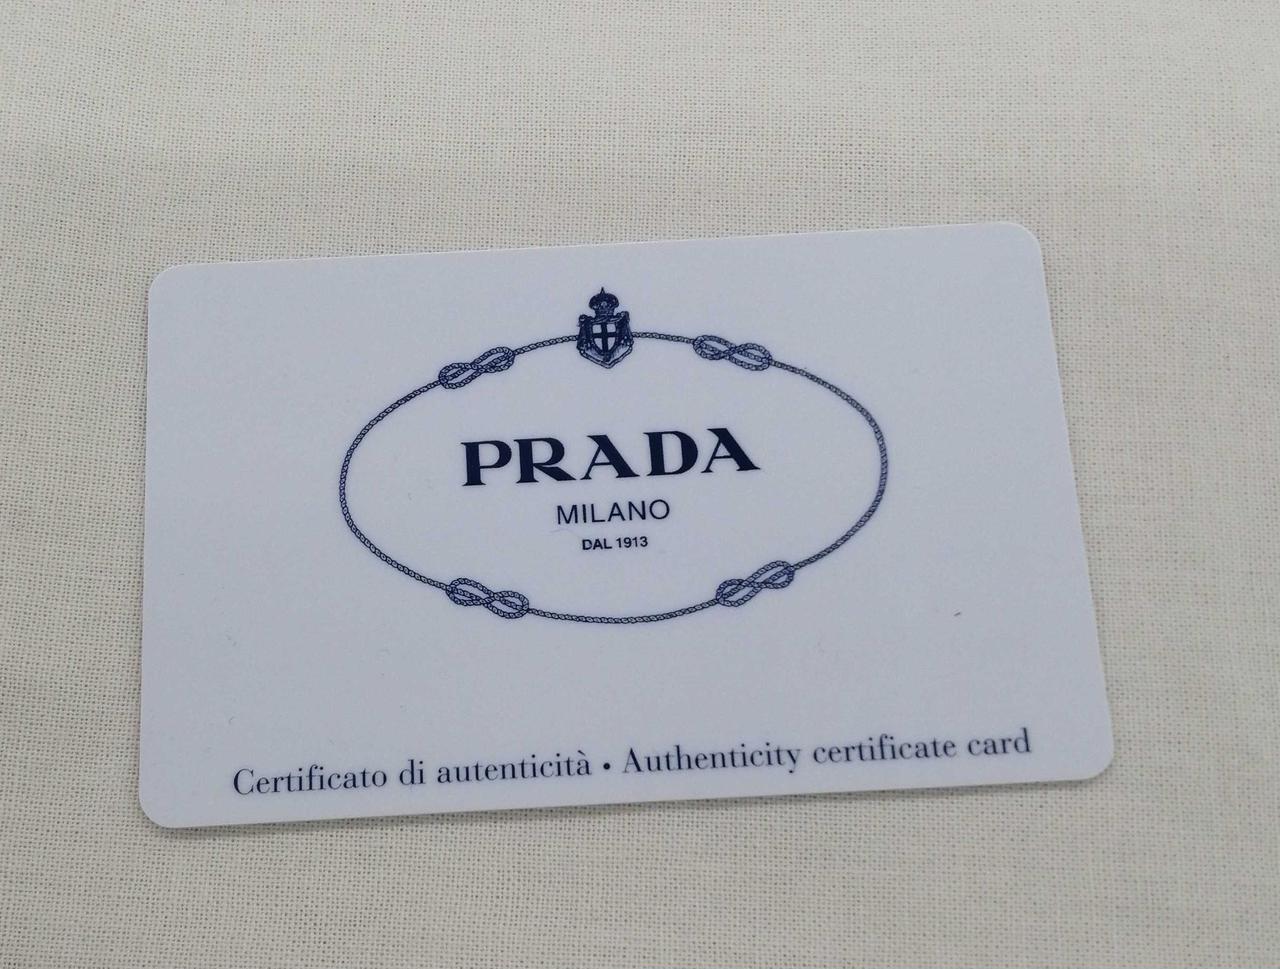 PRADA
MILANO
DAL 1913
Certificato di autenticità • Authenticity certificate card